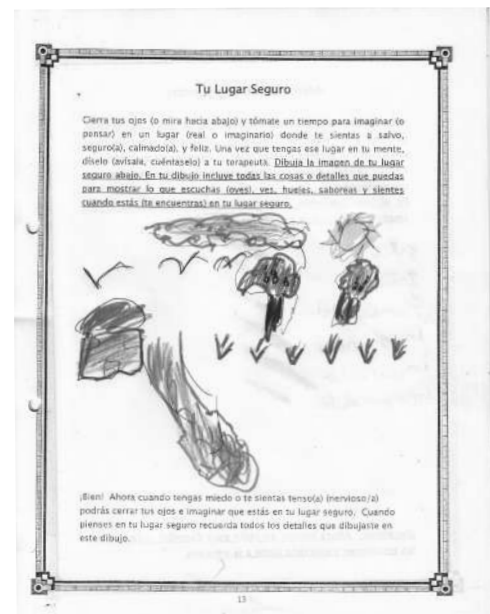 Tu Lugar Seguro
Cierra tus ojos (o mira hacia abajo) y tómate un tiempo para imaginar (o
pensar) en un lugar (real o imaginario) donde te sientas a salvo,
seguro(a), calmado(a), y feliz. Una vez que tengas ese lugar en tu mente,
díselo (avísala, cuéntaselo) a tu terapeuta. Dibuja la imagen de tu lugar
seguro abajo. En tu dibujo incluye todas las cosas o detalles que puedas
para mostrar lo que escuchas (oyes), ves, hueles, saboreas y sientes
cuando estás (te encuentras) en tu lugar seguro.
¡Bien! Ahora cuando tengas miedo o te sientas tenso(a) (nervioso/a)
podrás cerrar tus ojos e imaginar que estás en tu lugar seguro. Cuando
pienses en tu lugar seguro recuerda todos los detalles que dibujaste en
este dibujo.
13